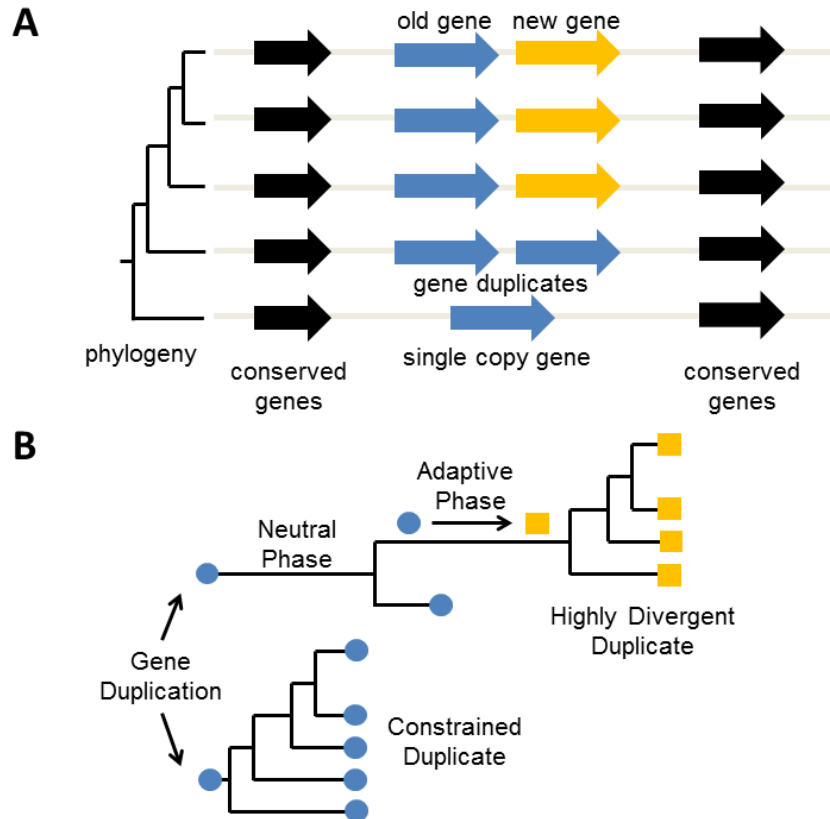 A
old gene new gene
gene duplicates
single copy gene
phylogeny
conserved
genes
conserved
genes
B
Adaptive
Phase
Neutral
Phase
Highly Divergent
Duplicate
Gene
Duplication
Constrained
Duplicate